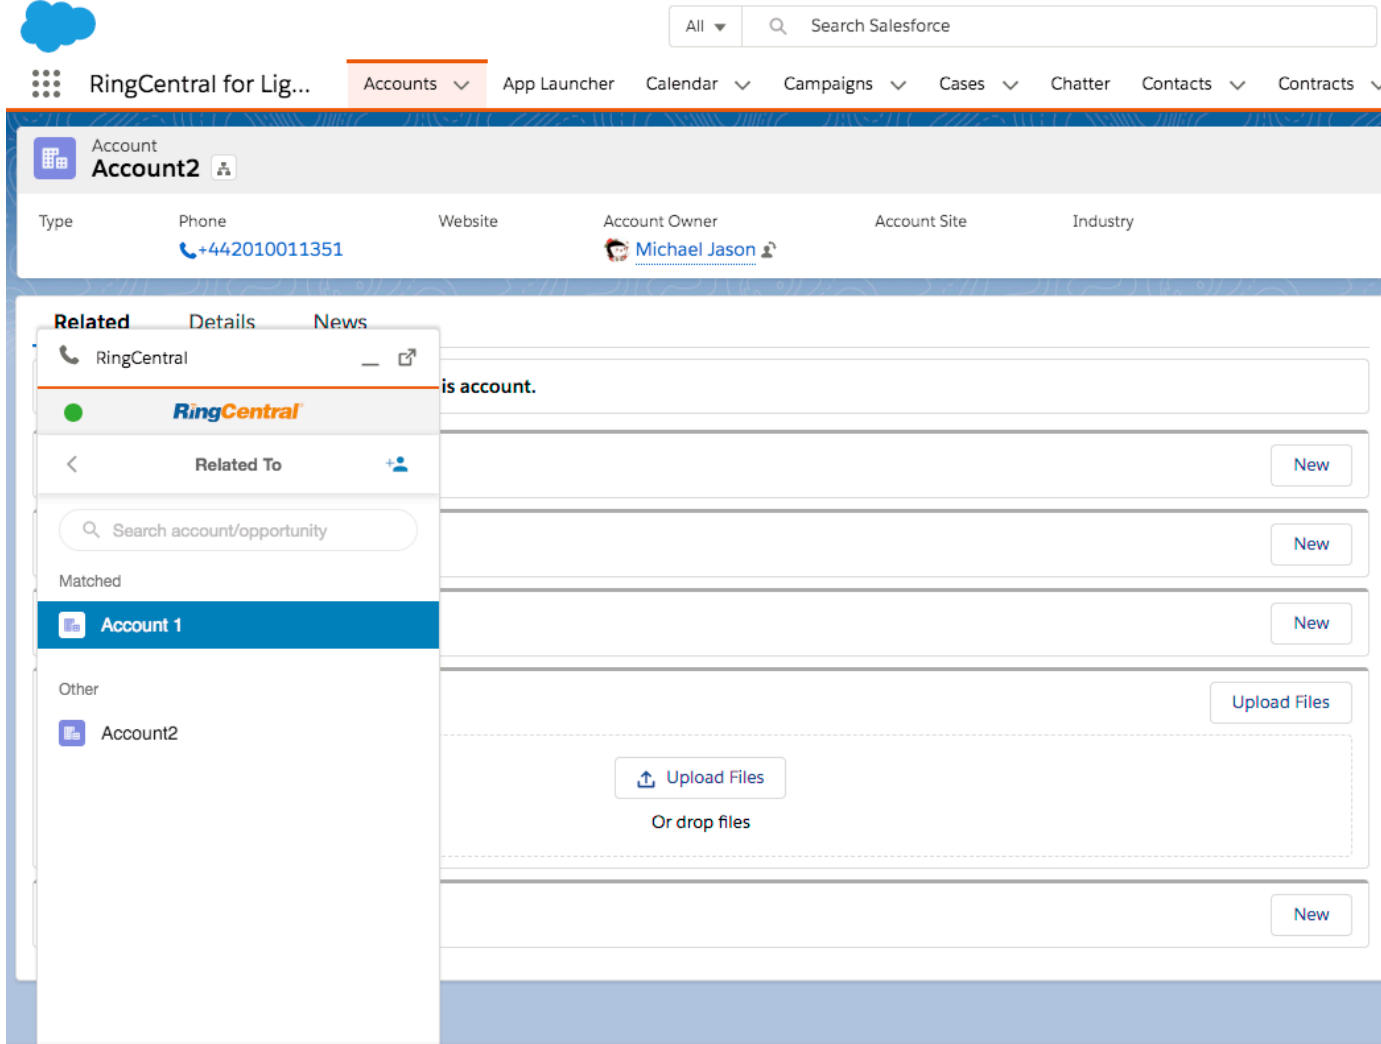 All
Search Salesforce
RingCentral for Lig...
Accounts
App Launcher
Calendar
Campaigns
Cases
Chatter
Contacts
Contracts
Account
Account2
Type
Phone
Website
Account Owner
Account Site
Industry
+442010011351
Michael Jason
Related
Details
News
RingCentral
is account.
RingCentral
Related To
New
Search account/opportunity
New
Matched
Account 1
New
Other
Upload Files
Account2
Upload Files
Or drop files
New